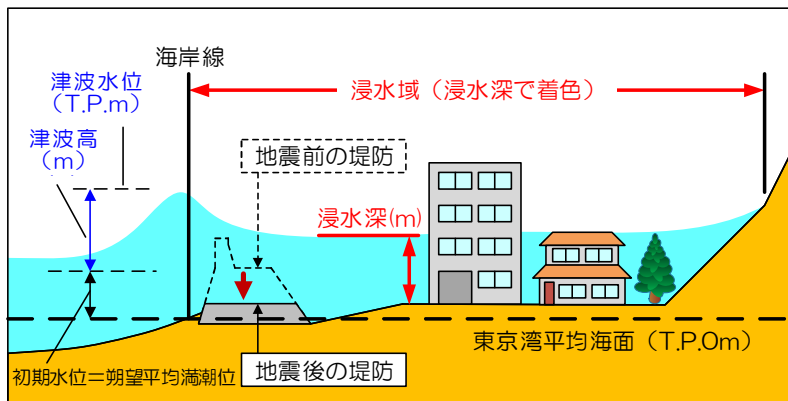 海岸線
津波水位
（T.P.m）
浸水域（浸水深で着色）
津波高
（m）
地震前の堤防
浸水深(m)
東京湾平均海面（T.P.0m）
初期水位＝朔望平均満潮位
地震後の堤防